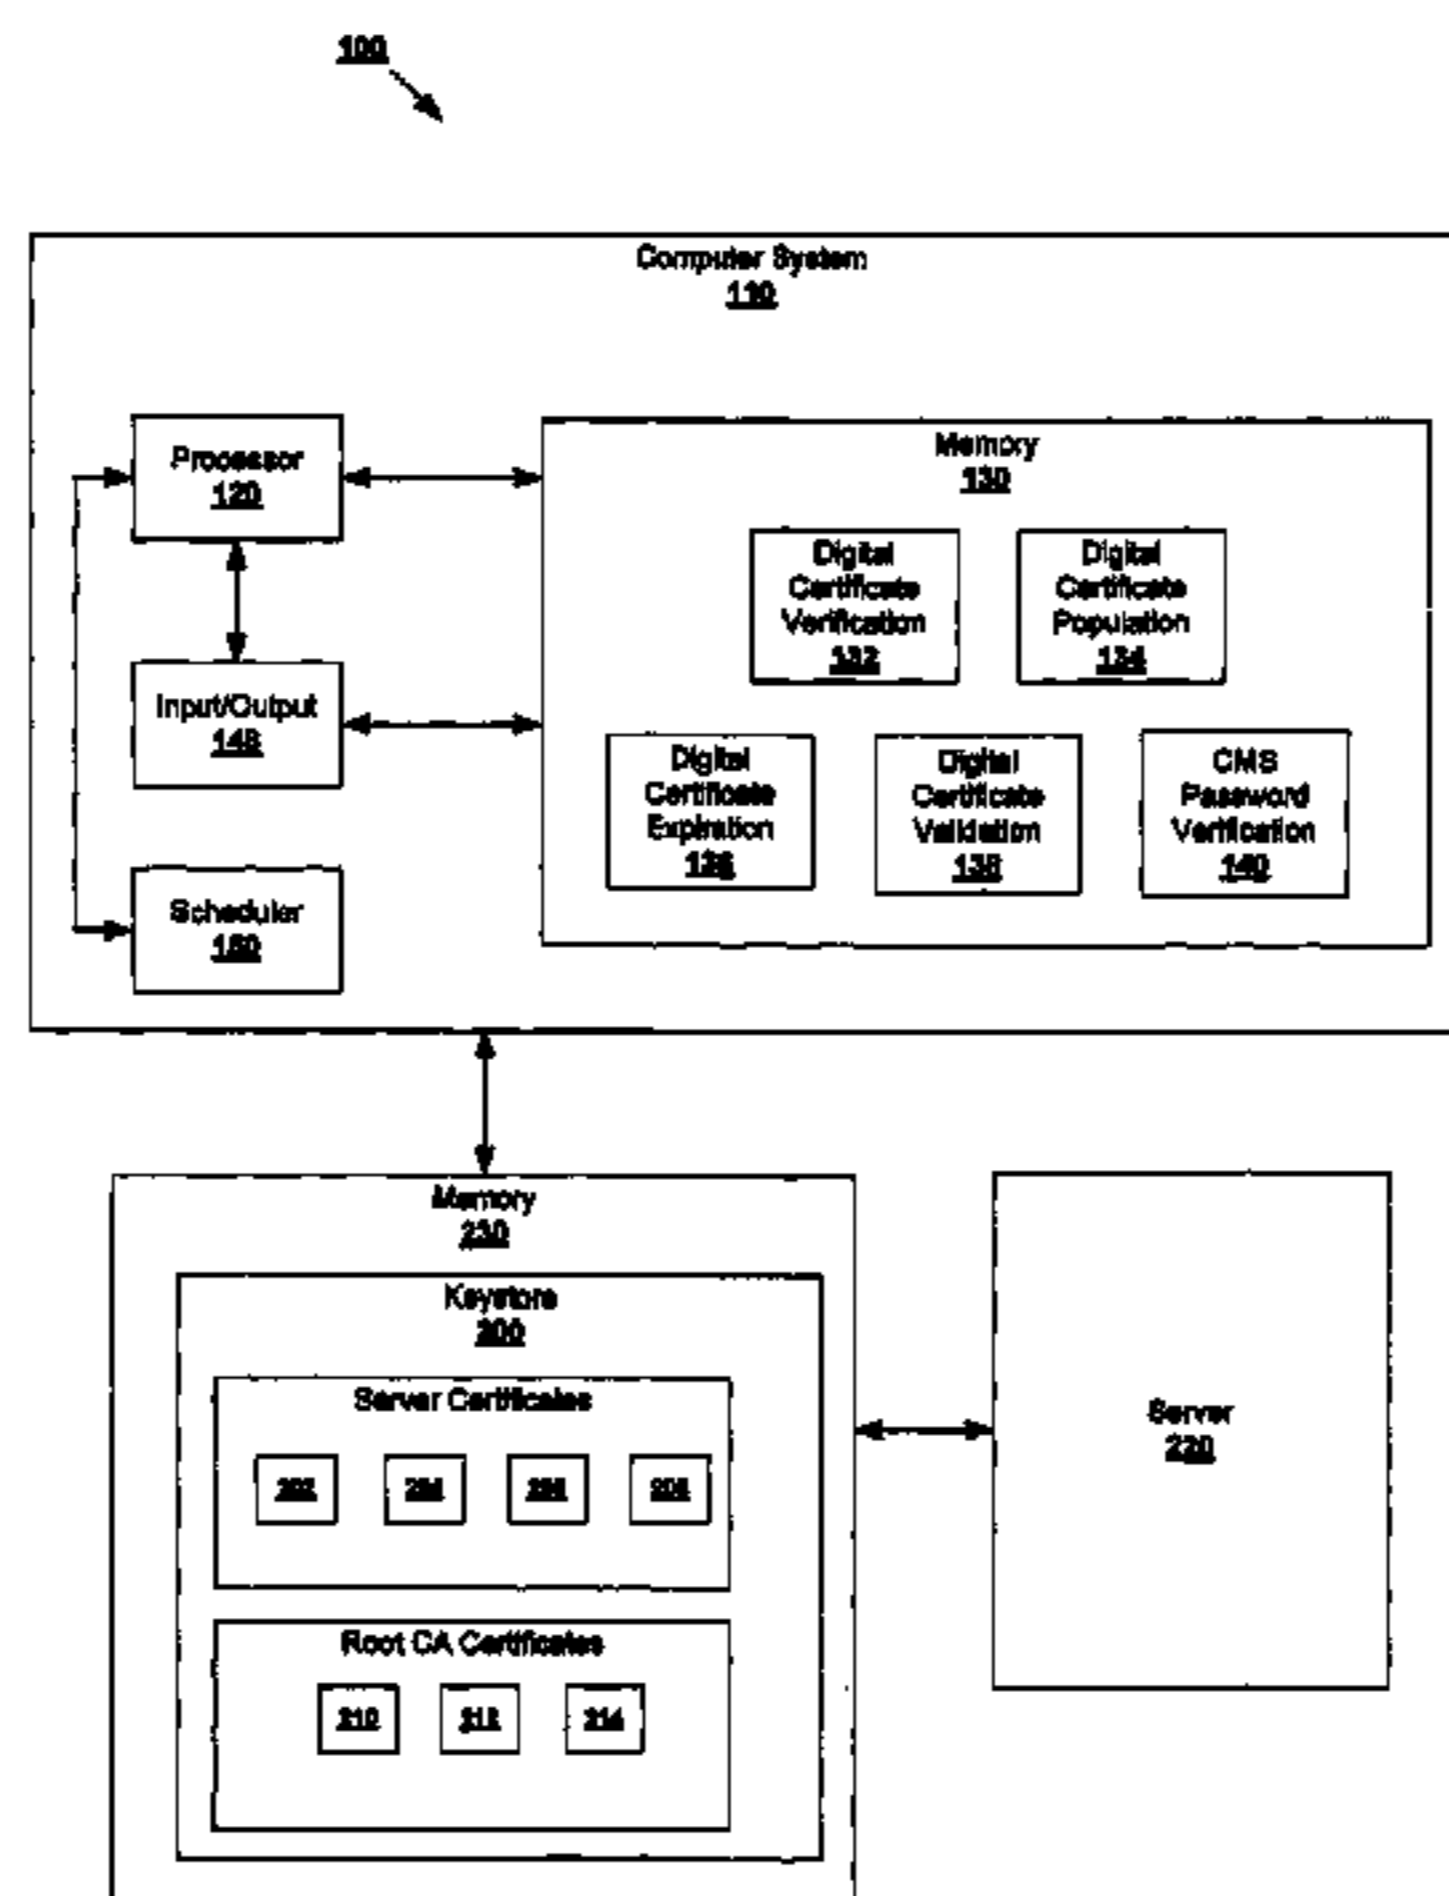 100
Computer System
110
Processor
120
Memory
130
Digital
Certificate
Verification
132
Digital
Certificate
Population
134
Input/Output
Digital
Certificate
Expiration
136
Digital
Certificate
Validation
138
CMS
Password
Verification
140
Scheduler
Memory
230
Keystore
200
Server Certificates
202
204
206
208
Root CA Certificates
210
212
214
Server
220